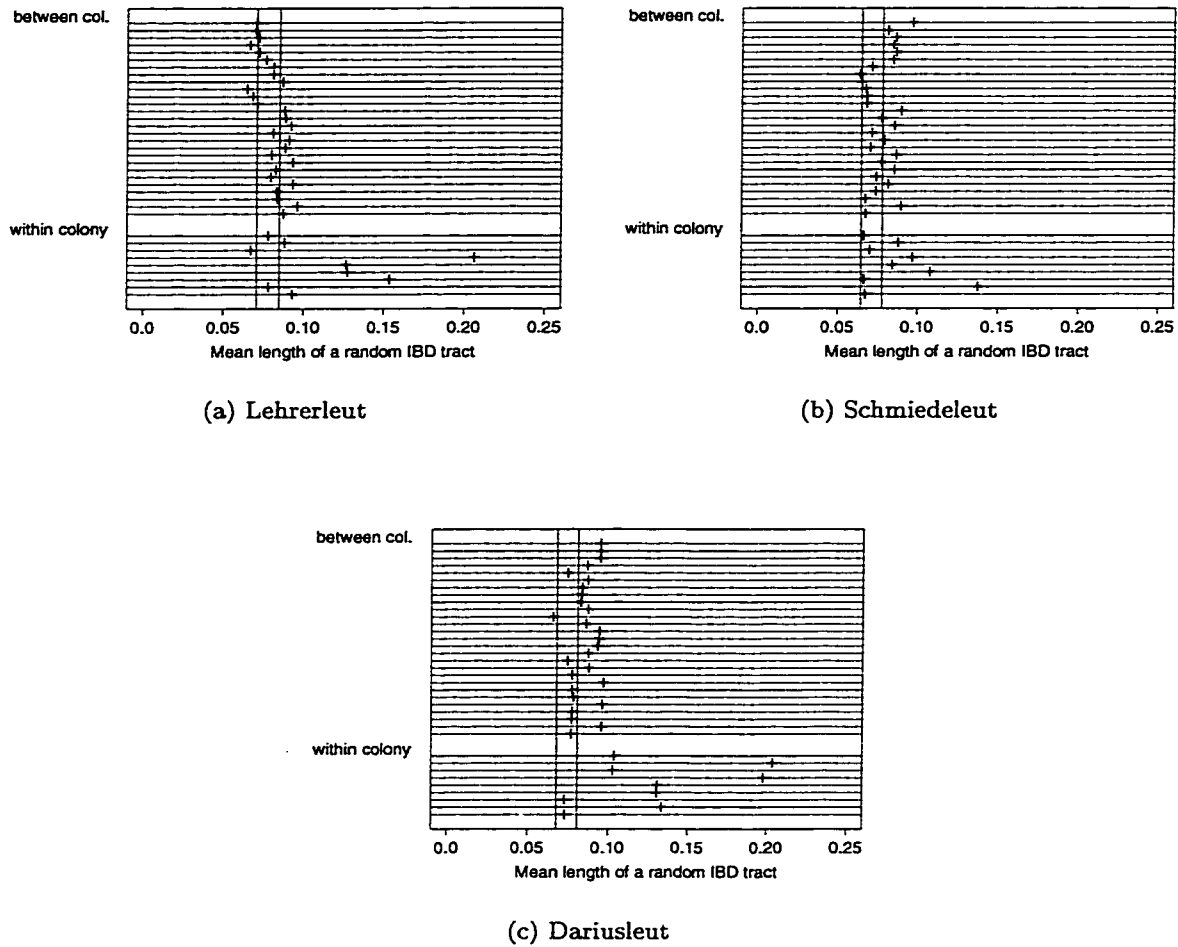 between col.
within colony
0.0 0.05 0.10 0.15 0.20 0.25
Mean length of a random IBD tract
(a) Lehrerleut
between col.
within colony
0.0 0.05 0.10 0.15 0.20 0.25
Mean length of a random IBD tract
(b) Schmiedeleut
between col.
within colony
0.0 0.05 0.10 0.15 0.20 0.25
Mean length of a random IBD tract
(c) Dariusleut